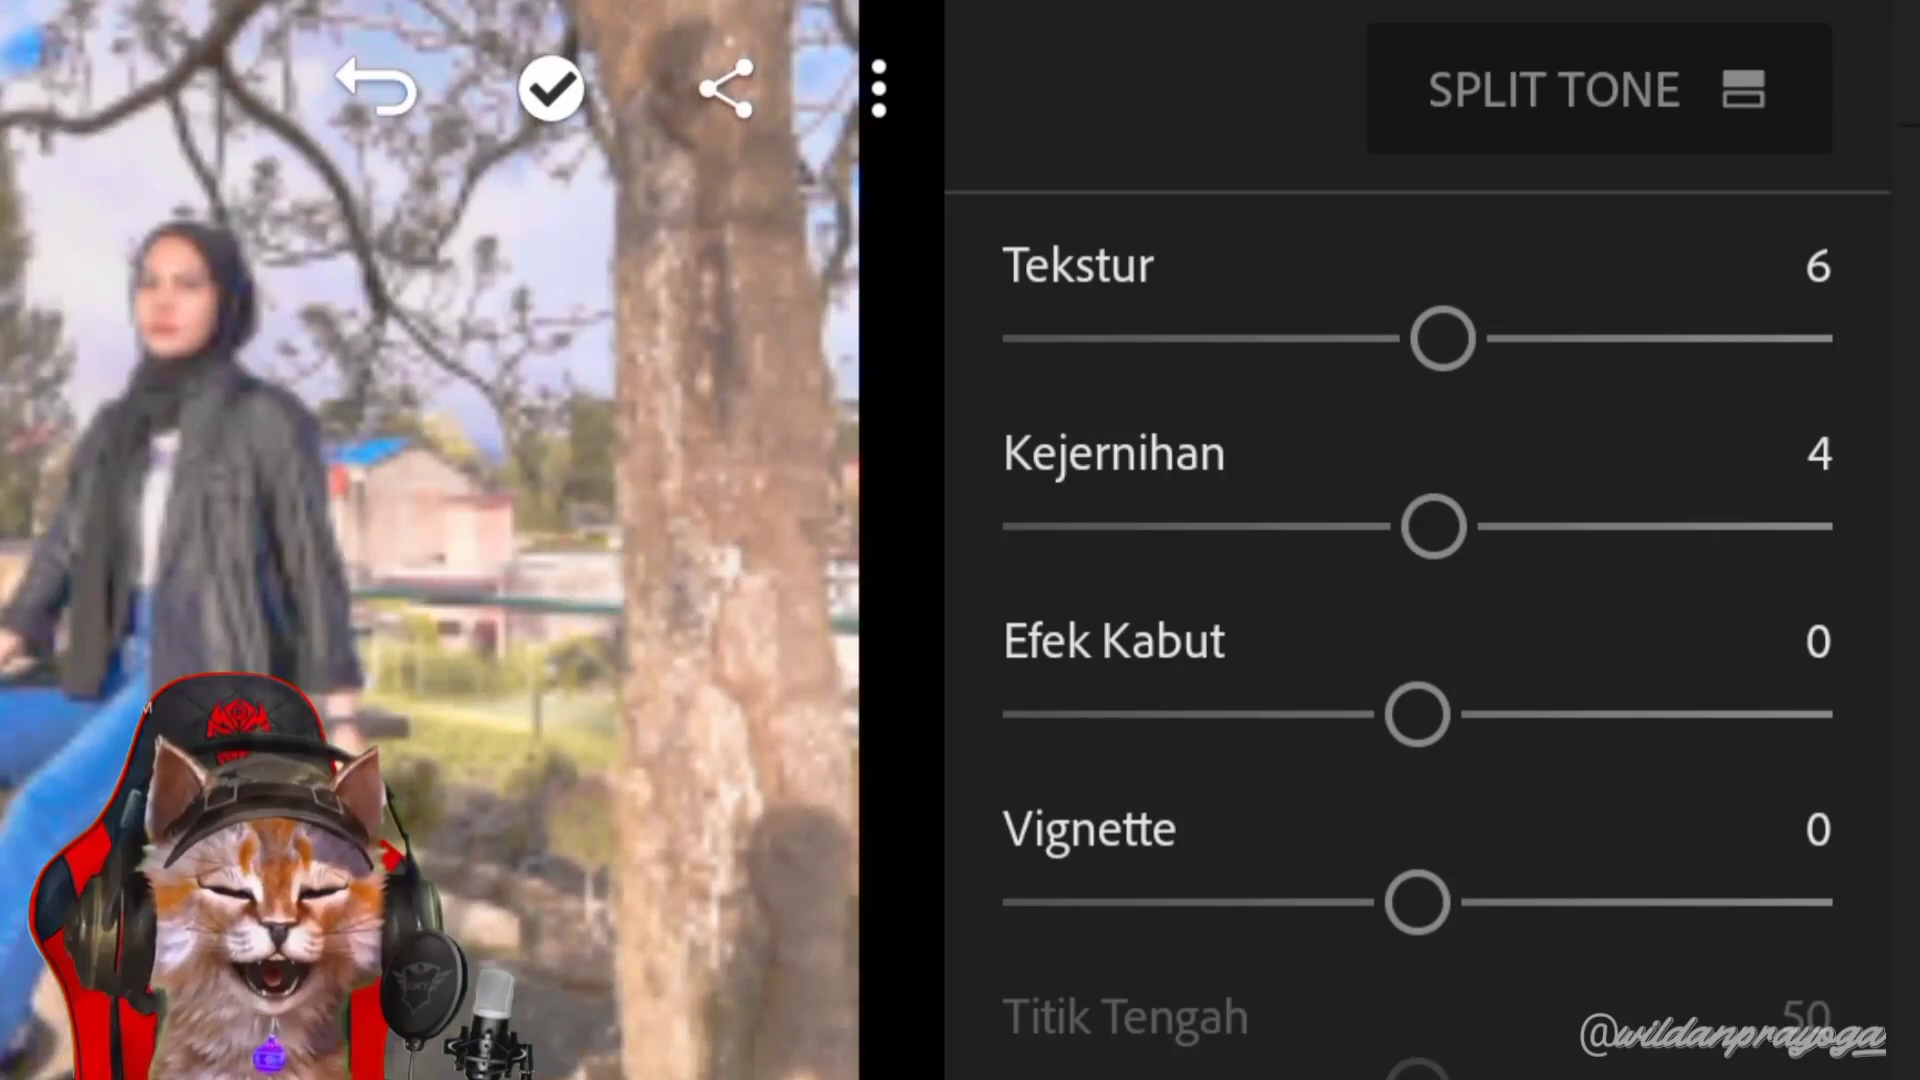 SPLIT TONE
Tekstur 6
Kejernihan 4
Efek Kabut 0
Vignette 0
Titik Tengah 50
@wildanprayoga